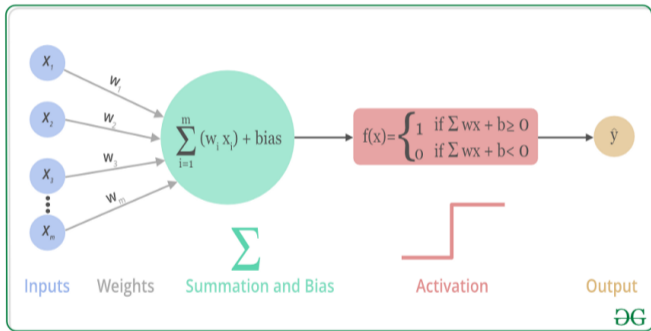 X₁
X₂
X₃
Xₘ
W₁
W₂
W₃
Wₘ
m
∑ (wᵢ xᵢ) + bias
i=1
f(x)= { 1 if ∑ wx + b ≥ 0
0 if ∑ wx + b < 0
ȳ
∑
Inputs Weights Summation and Bias Activation Output